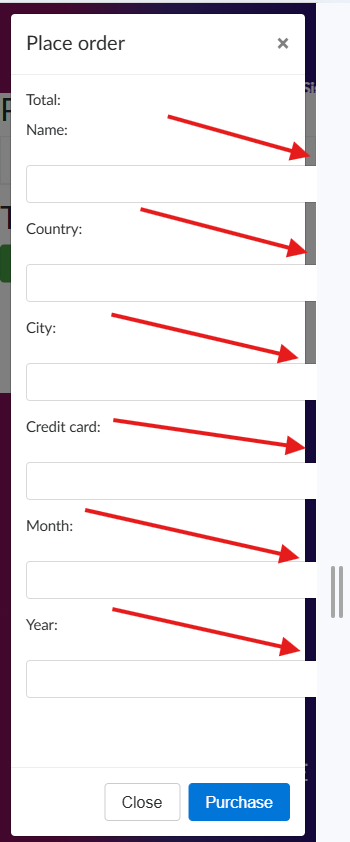 Place order ×
Total:
Name:
Country:
City:
Credit card:
Month:
Year:
Close Purchase